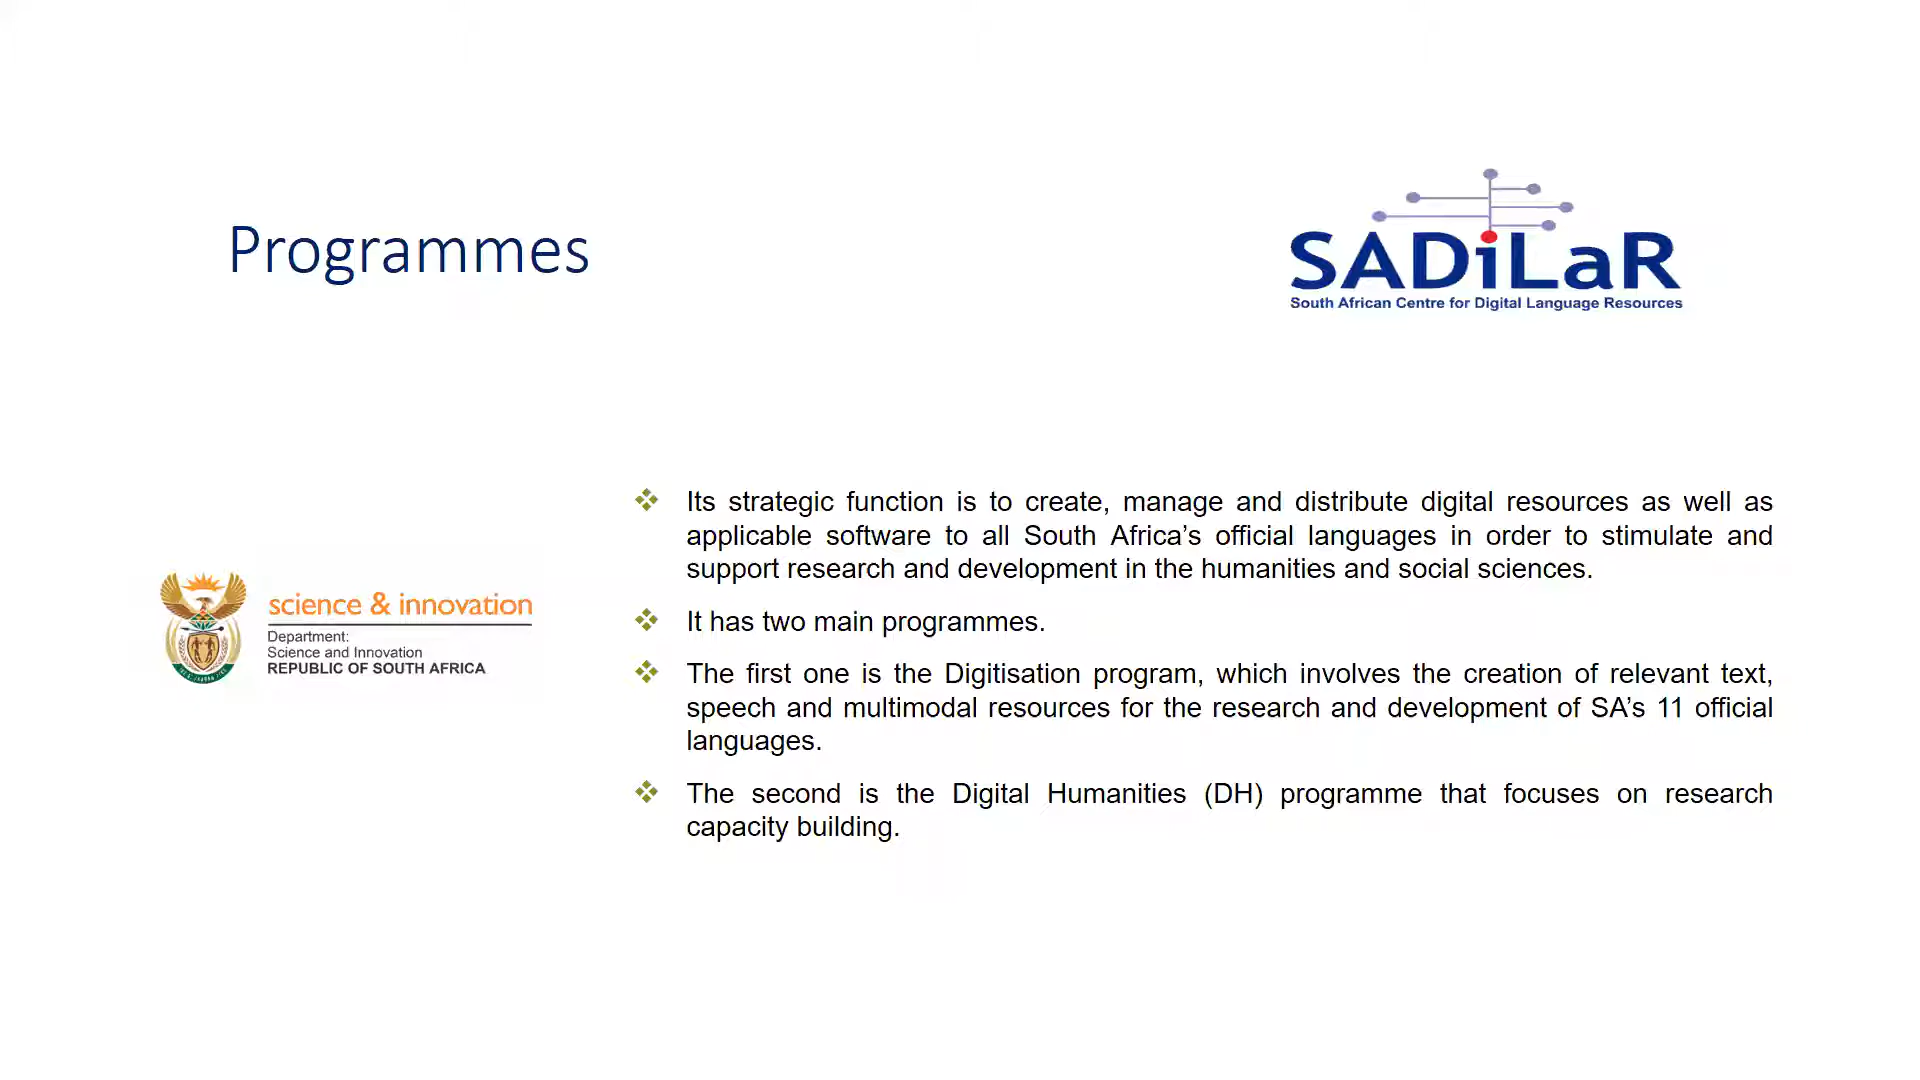 Programmes
SADiLaR
South African Centre for Digital Language Resources
science & innovation
Department:
Science and Innovation
REPUBLIC OF SOUTH AFRICA
Its strategic function is to create, manage and distribute digital resources as well as
applicable software to all South Africa’s official languages in order to stimulate and
support research and development in the humanities and social sciences.
It has two main programmes.
The first one is the Digitisation program, which involves the creation of relevant text,
speech and multimodal resources for the research and development of SA’s 11 official
languages.
The second is the Digital Humanities (DH) programme that focuses on research
capacity building.